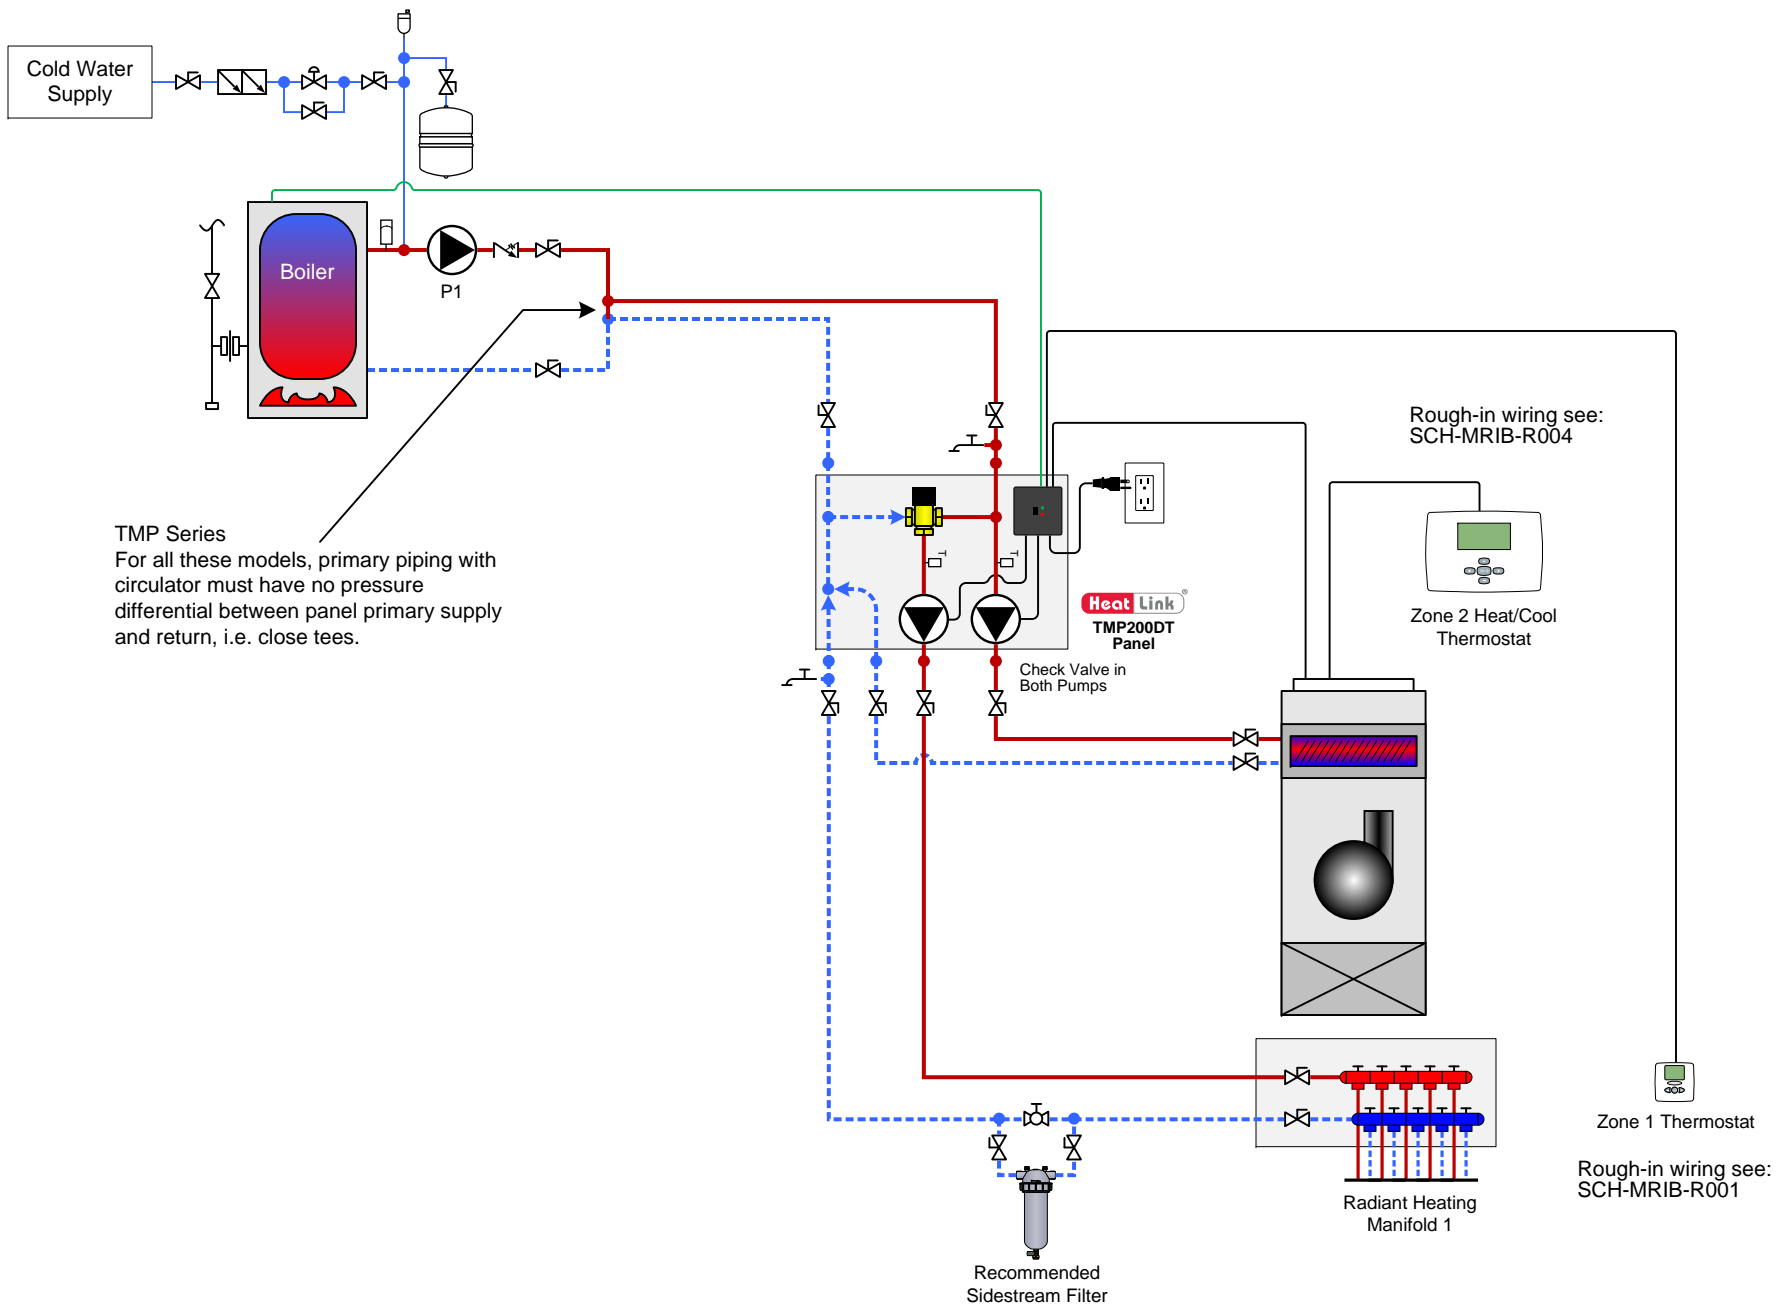 Cold Water
Supply
Boiler
P1
TMP Series
For all these models, primary piping with
circulator must have no pressure
differential between panel primary supply
and return, i.e. close tees.
T
T
Heat Link®
TMP200DT
Panel
Check Valve in
Both Pumps
Rough-in wiring see:
SCH-MRIB-R004
Zone 2 Heat/Cool
Thermostat
Zone 1 Thermostat
Rough-in wiring see:
SCH-MRIB-R001
Radiant Heating
Manifold 1
Recommended
Sidestream Filter